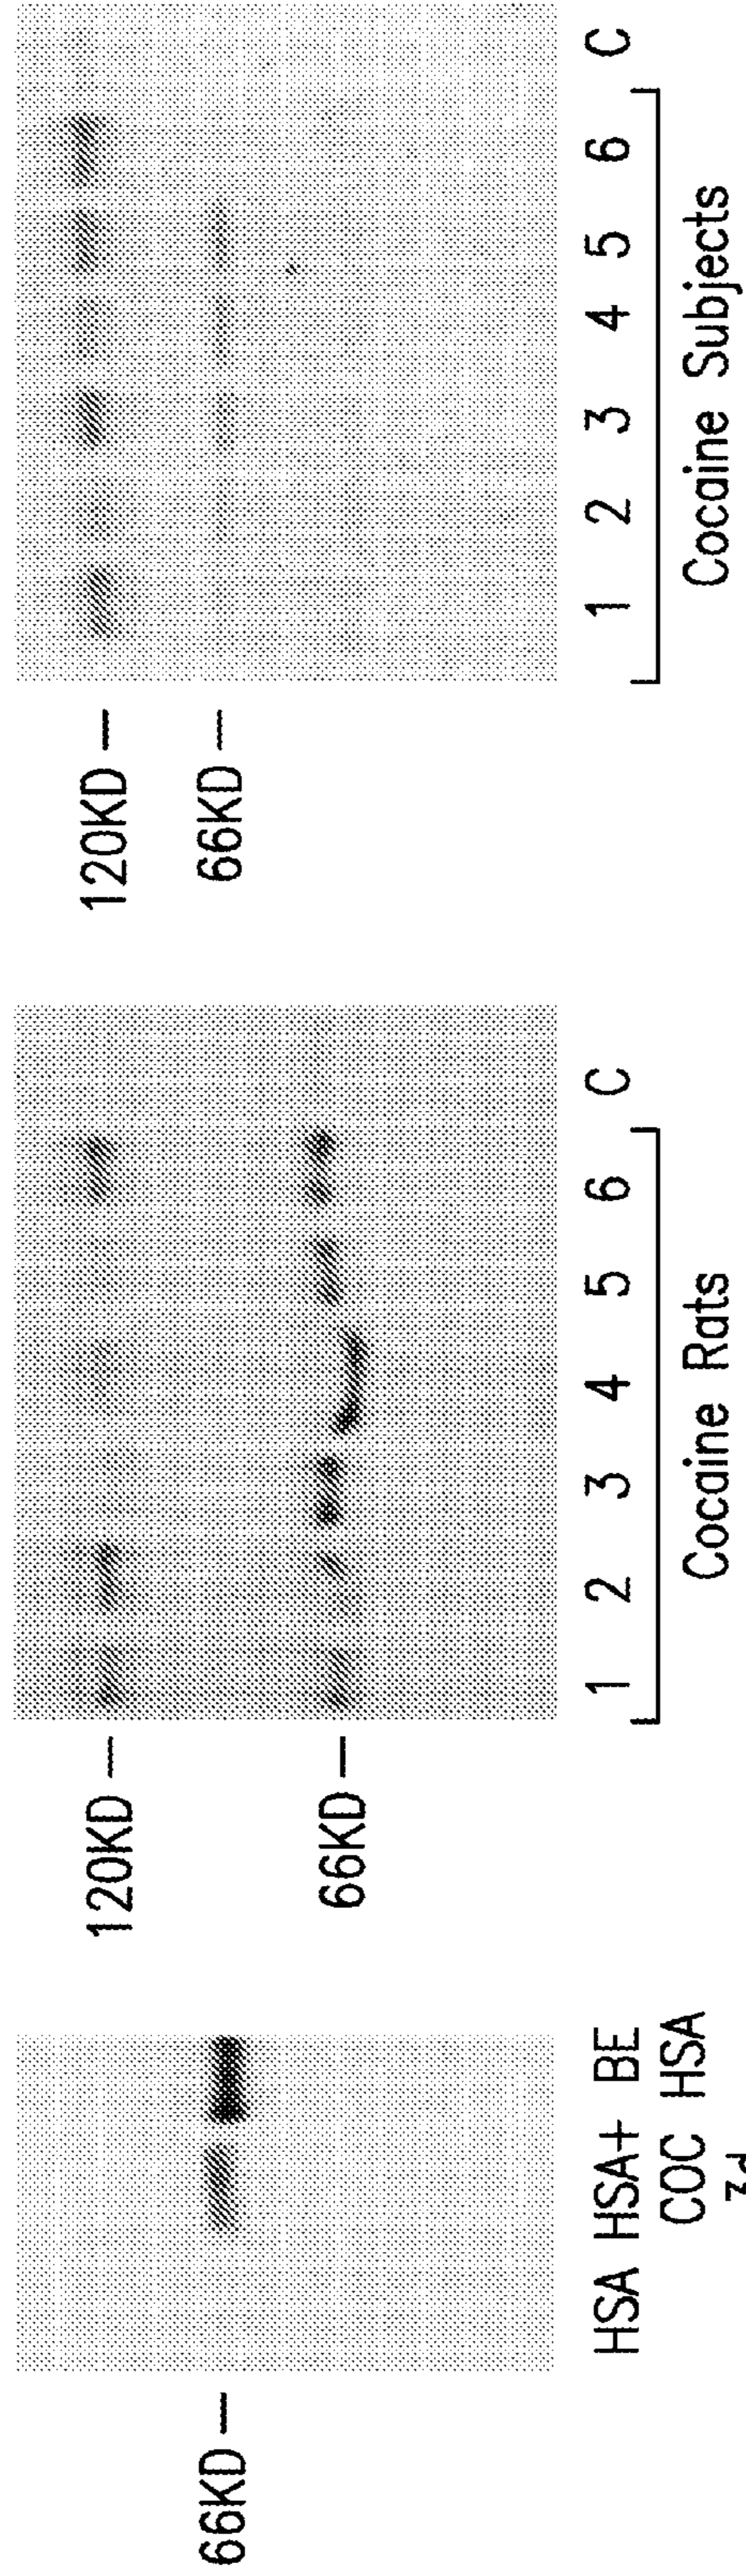 66KD
HSA HSA+ BE
COC HSA
3d
120KD
66KD
1 2 3 4 5 6 C
Cocaine Rats
120KD
66KD
1 2 3 4 5 6 C
Cocaine Subjects